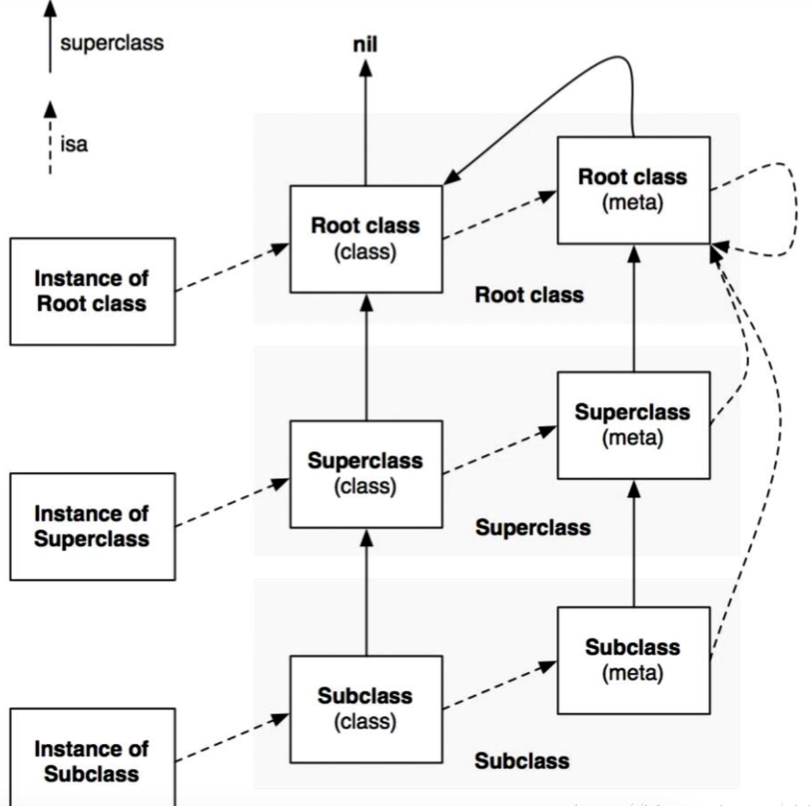 superclass
isa
nil
Root class
(meta)
Root class
(class)
Instance of
Root class
Root class
Superclass
(meta)
Superclass
(class)
Instance of
Superclass
Superclass
Subclass
(meta)
Subclass
(class)
Instance of
Subclass
Subclass